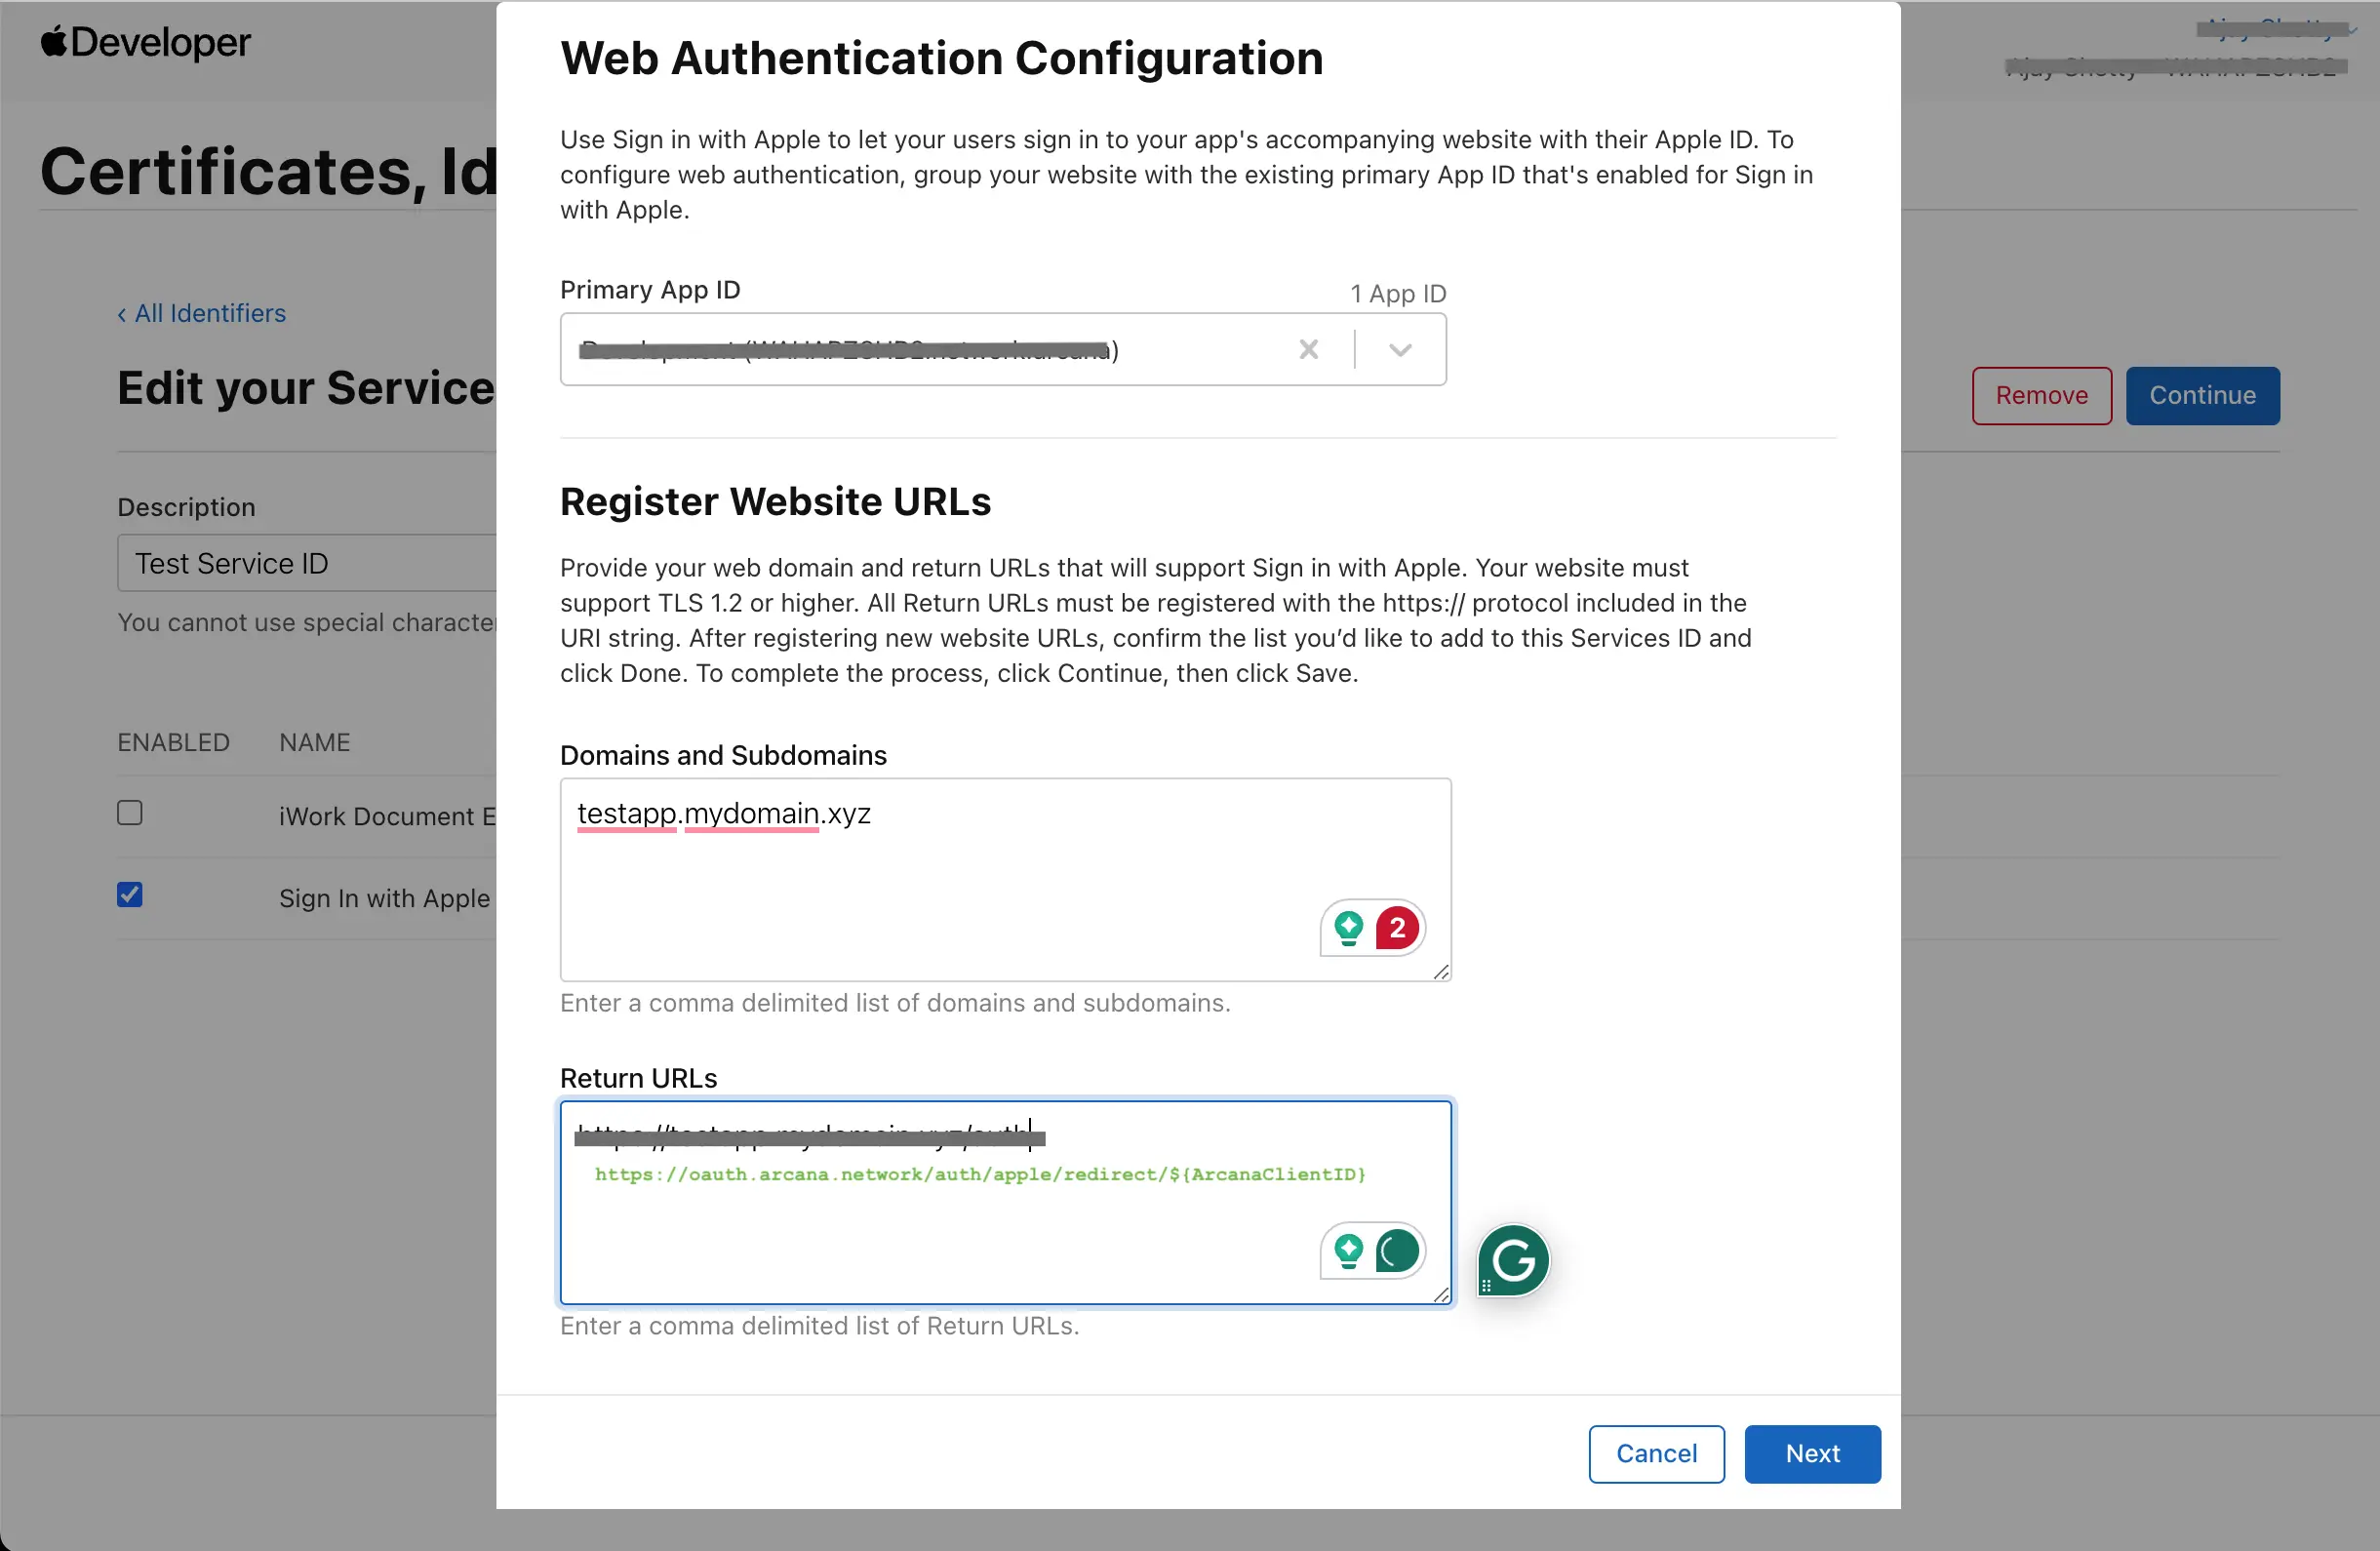 Developer
Certificates, Id
‹ All Identifiers
Edit your Service
Remove
Continue
Description
Test Service ID
You cannot use special character
ENABLED NAME
iWork Document E
Sign In with Apple
Web Authentication Configuration
Use Sign in with Apple to let your users sign in to your app's accompanying website with their Apple ID. To
configure web authentication, group your website with the existing primary App ID that's enabled for Sign in
with Apple.
Primary App ID
1 App ID
Register Website URLs
Provide your web domain and return URLs that will support Sign in with Apple. Your website must
support TLS 1.2 or higher. All Return URLs must be registered with the https:// protocol included in the
URI string. After registering new website URLs, confirm the list you’d like to add to this Services ID and
click Done. To complete the process, click Continue, then click Save.
Domains and Subdomains
testapp.mydomain.xyz
2
Enter a comma delimited list of domains and subdomains.
Return URLs
https://oauth.arcana.network/auth/apple/redirect/${ArcanaClientID}
G
Enter a comma delimited list of Return URLs.
Cancel
Next